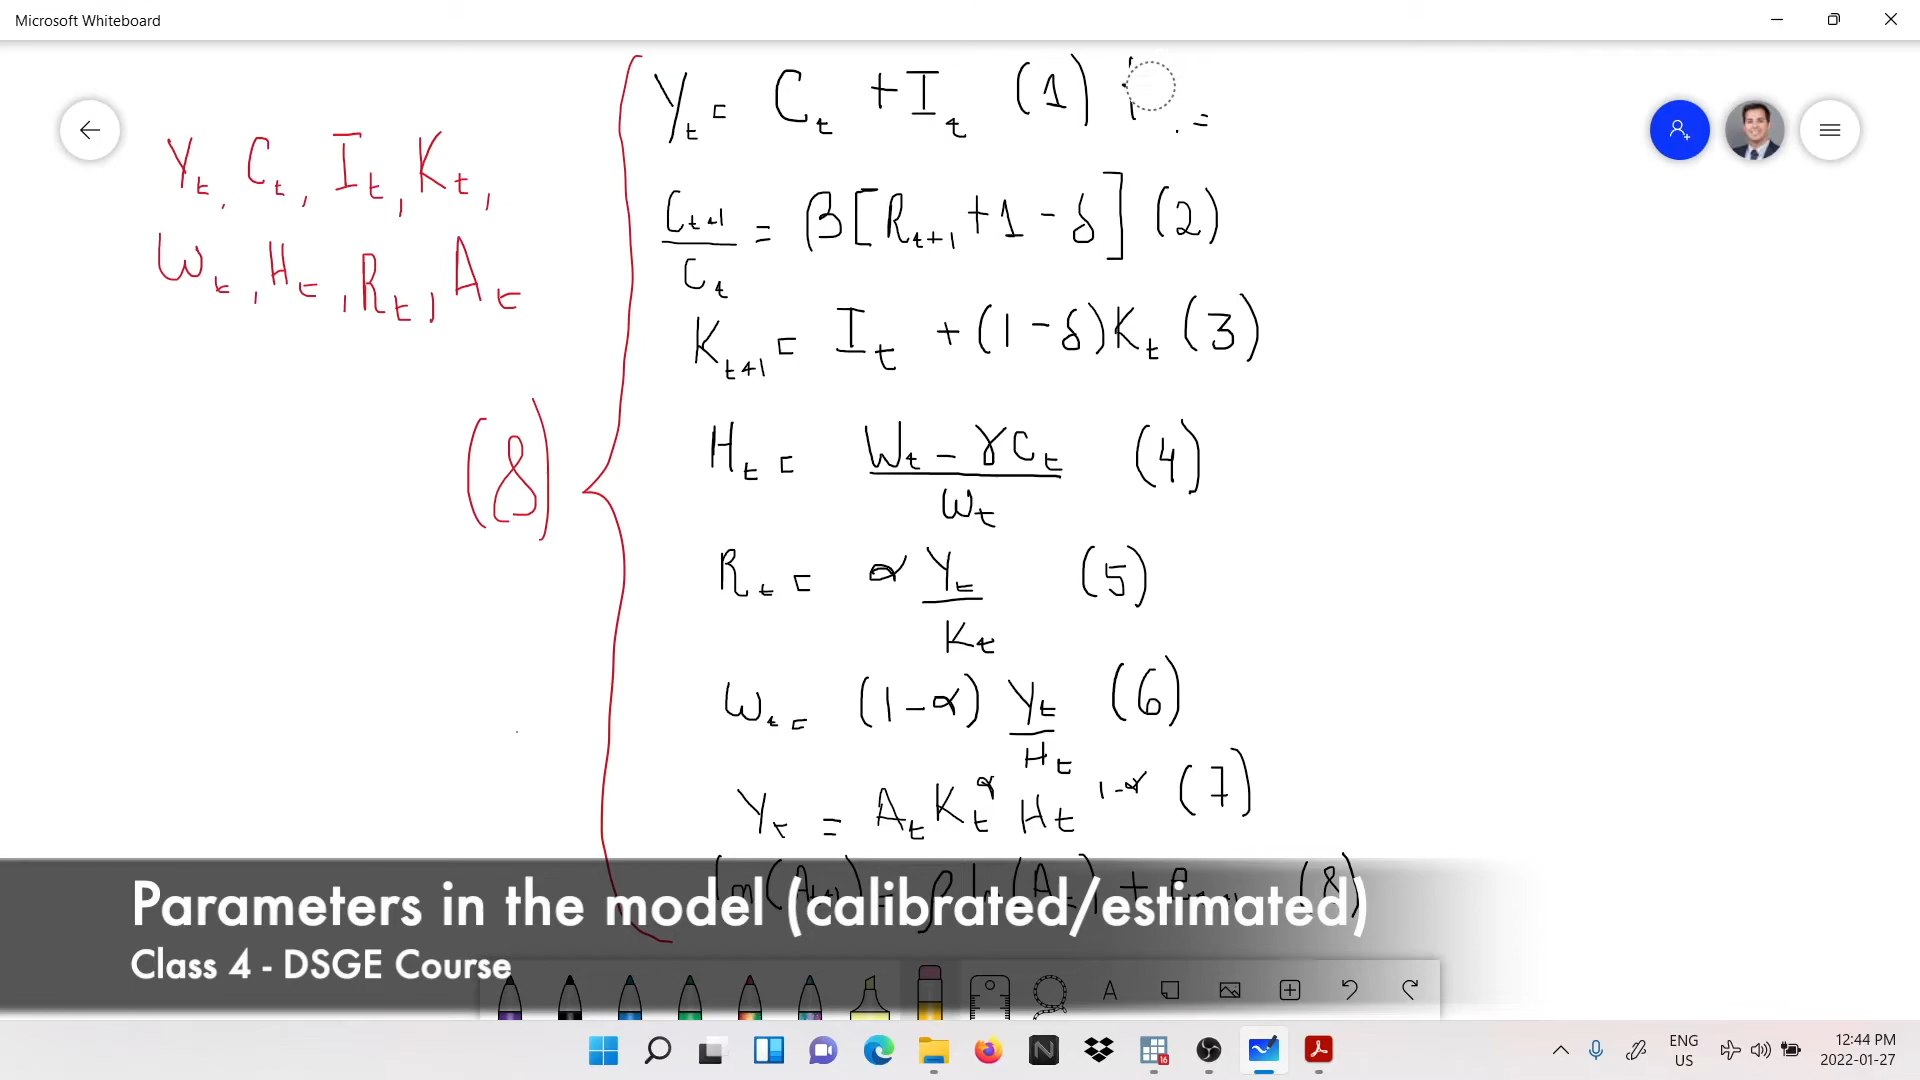 Microsoft Whiteboard
Y_t = C_t + I_t (1)
Y_t, C_t, I_t, K_t,
W_t, H_t, R_t, A_t
C_{t+1}/C_t = β[R_{t+1} + 1 - δ] (2)
K_{t+1} = I_t + (1 - δ)K_t (3)
(8)
H_t = (W_t - γC_t)/W_t (4)
R_t = α Y_t/K_t (5)
W_t = (1 - α) Y_t/H_t (6)
Y_t = A_t K_t^α H_t^{1-α} (7)
(8)
Parameters in the model (calibrated/estimated)
Class 4 - DSGE Course
ENG
US
12:44 PM
2022-01-27